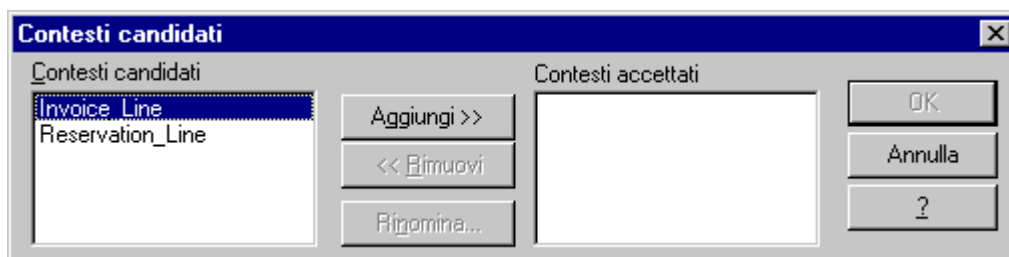 Contesti candidati
Contesti candidati
Invoice_Line
Reservation_Line
Aggiungi >>
<< Rimuovi
Rinomina...
Contesti accettati
OK
Annulla
?